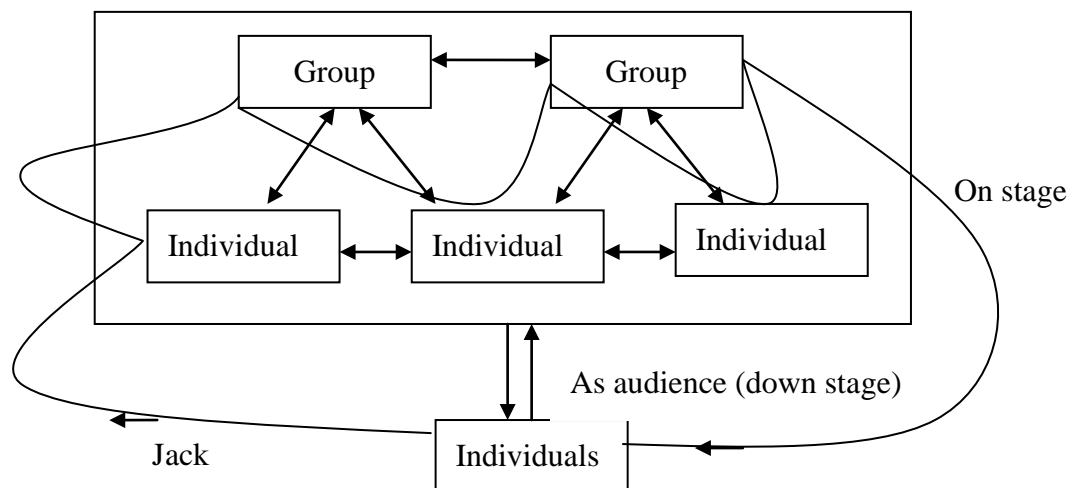 Group
Group
On stage
Individual
Individual
Individual
As audience (down stage)
Jack
Individuals